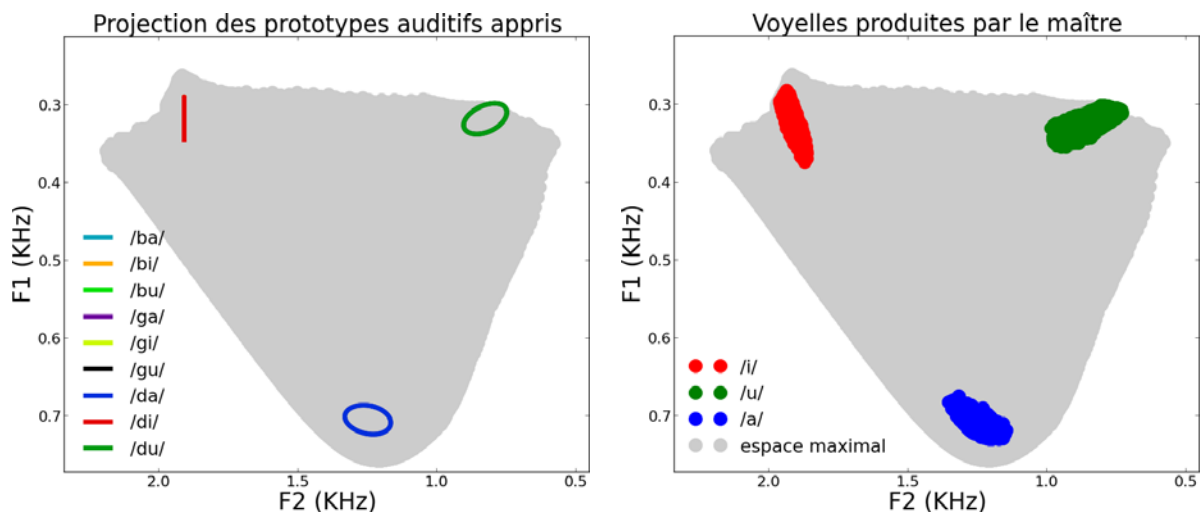 Projection des prototypes auditifs appris
0.3
0.4
0.5
0.6
0.7
F1 (KHz)
/ba/
/bi/
/bu/
/ga/
/gi/
/gu/
/da/
/di/
/du/
2.0 1.5 1.0 0.5
F2 (KHz)
Voyelles produites par le maître
0.3
0.4
0.5
0.6
0.7
F1 (KHz)
/i/
/u/
/a/
espace maximal
2.0 1.5 1.0 0.5
F2 (KHz)